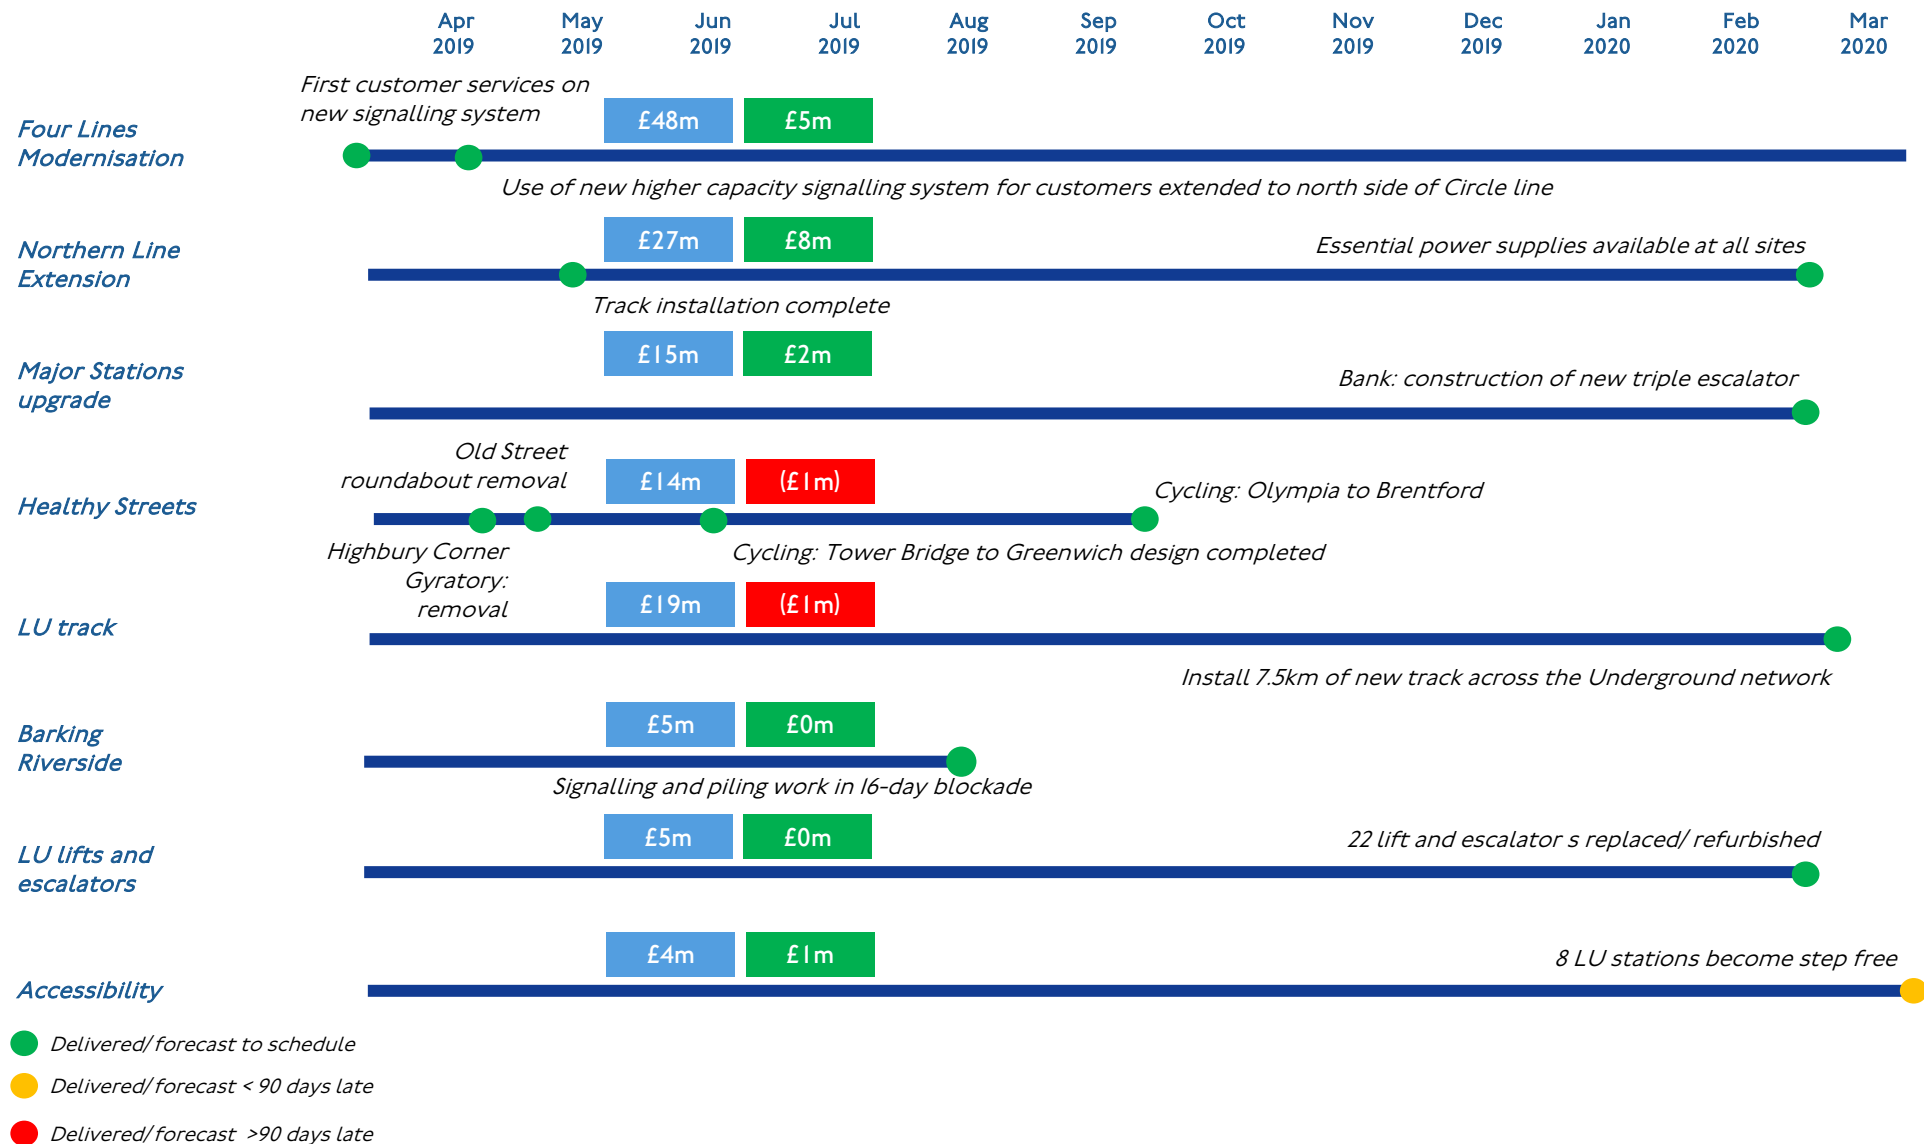 Apr May Jun Jul Aug Sep Oct Nov Dec Jan Feb Mar
2019 2019 2019 2019 2019 2019 2019 2019 2019 2020 2020 2020
First customer services on
new signalling system
£48m £5m
Four Lines
Modernisation
Use of new higher capacity signalling system for customers extended to north side of Circle line
£27m £8m
Northern Line
Extension
Essential power supplies available at all sites
Track installation complete
£15m £2m
Major Stations
upgrade
Bank: construction of new triple escalator
Old Street
roundabout removal
£14m (£1m)
Cycling: Olympia to Brentford
Healthy Streets
Highbury Corner
Gyratory:
removal
Cycling: Tower Bridge to Greenwich design completed
£19m (£1m)
LU track
Install 7.5km of new track across the Underground network
£5m £0m
Barking
Riverside
Signalling and piling work in 16-day blockade
£5m £0m
LU lifts and
escalators
22 lift and escalator s replaced/ refurbished
£4m £1m
8 LU stations become step free
Accessibility
Delivered/ forecast to schedule
Delivered/ forecast < 90 days late
Delivered/ forecast >90 days late